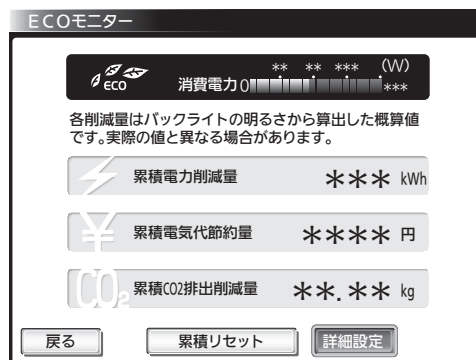 ECOモニター
** ** *** (W)
ECO 消費電力 0 ***
各削減量はバックライトの明るさから算出した概算値
です。実際の値と異なる場合があります。
累積電力削減量 *** kWh
¥ 累積電気代節約量 **** 円
CO2 累積CO2排出削減量 **.** kg
戻る 累積リセット 詳細設定